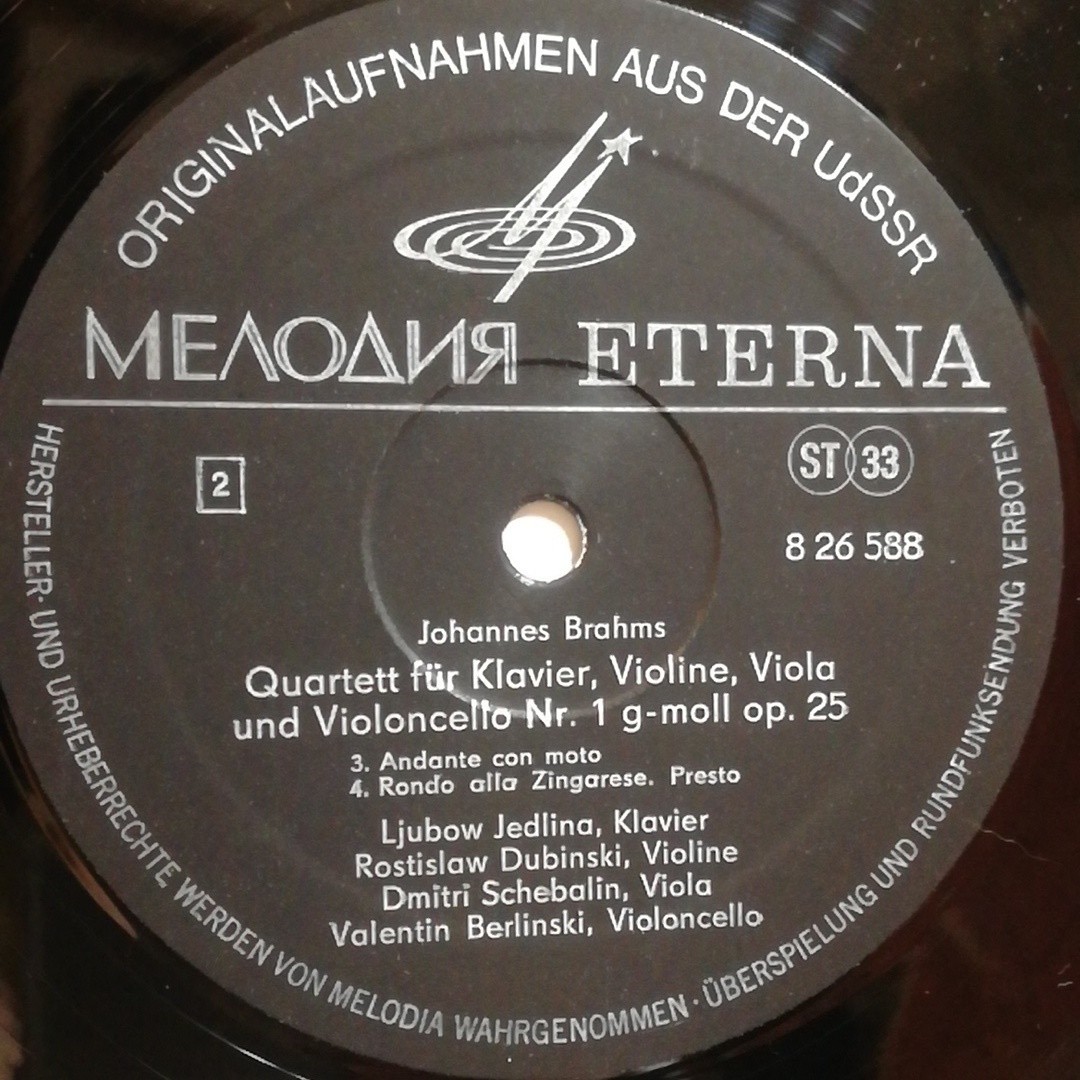 ORIGINALAUFNAHMEN AUS DER UdSSR
МЕЛОДИЯ ETERNA
2
ST 33
8 26 588
Johannes Brahms
Quartett für Klavier, Violine, Viola
und Violoncello Nr. 1 g-moll op. 25
3. Andante con moto
4. Rondo alla Zingarese. Presto
Ljubow Jedlina, Klavier
Rostislaw Dubinski, Violine
Dmitri Schebalin, Viola
Valentin Berlinski, Violoncello
HERSTELLER- UND URHEBERRECHTE WERDEN VON MELODIA WAHRGENOMMEN · ÜBERSPIELUNG UND RUNDFUNKSENDUNG VERBOTEN